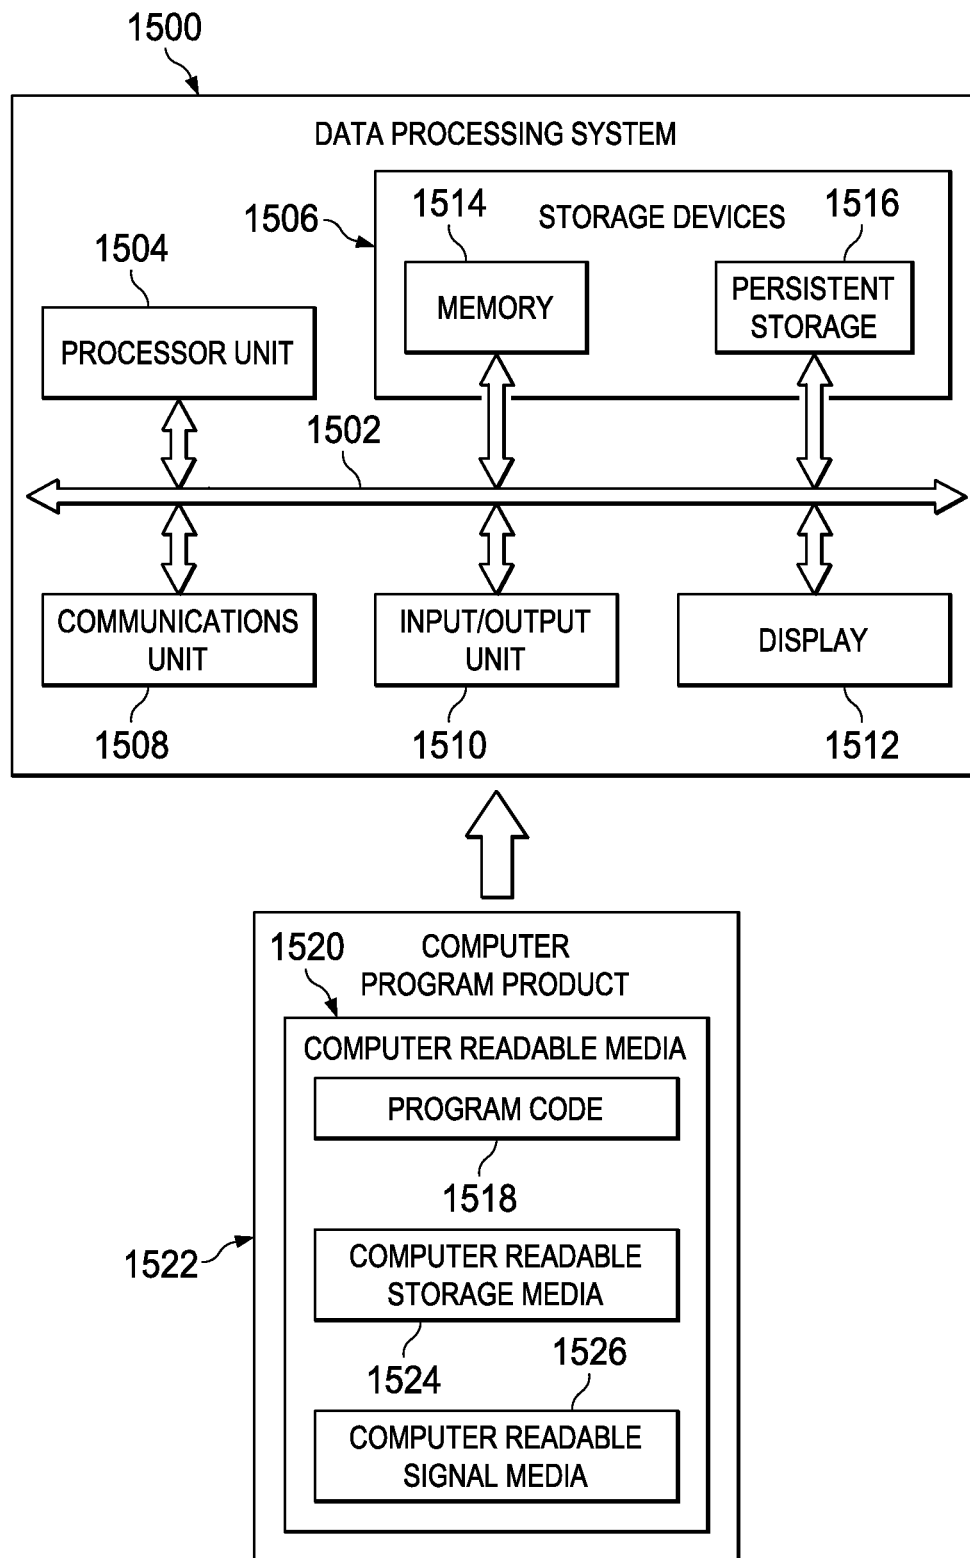 1500
DATA PROCESSING SYSTEM
1506
1514
STORAGE DEVICES
1516
1504
MEMORY
PERSISTENT
STORAGE
PROCESSOR UNIT
1502
COMMUNICATIONS
UNIT
INPUT/OUTPUT
UNIT
DISPLAY
1508
1510
1512
1520
COMPUTER
PROGRAM PRODUCT
COMPUTER READABLE MEDIA
PROGRAM CODE
1518
1522
COMPUTER READABLE
STORAGE MEDIA
1524
1526
COMPUTER READABLE
SIGNAL MEDIA